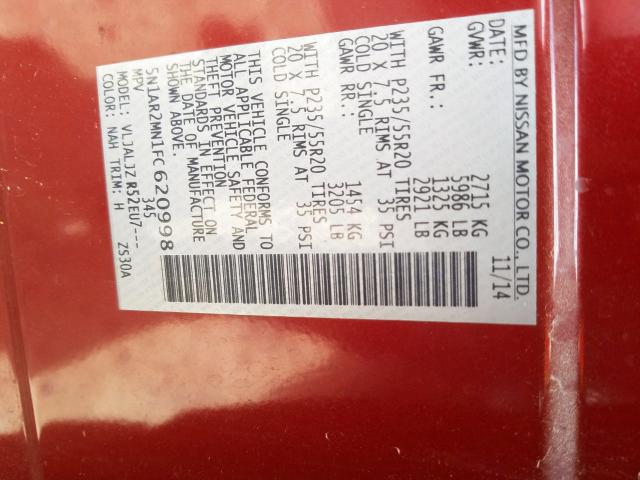 MFD BY NISSAN MOTOR CO., LTD.
DATE: 11/14
GVWR: 2715 KG
5986 LB
GAWR FR.: 1325 KG
2921 LB
WITH P235/55R20 TIRES
20 X 7.5 RIMS AT 35 PSI
COLD SINGLE
GAWR RR.: 1454 KG
3205 LB
WITH P235/55R20 TIRES
20 X 7.5 RIMS AT 35 PSI
COLD SINGLE
THIS VEHICLE CONFORMS TO
ALL APPLICABLE FEDERAL
MOTOR VEHICLE SAFETY AND
THEFT PREVENTION
STANDARDS IN EFFECT ON
THE DATE OF MANUFACTURE
SHOWN ABOVE.
5N1AR2MN1FC620998
MPV 345
MODEL: VLJALJZ R52EU7---
COLOR: NAH TRIM: H ZS30A